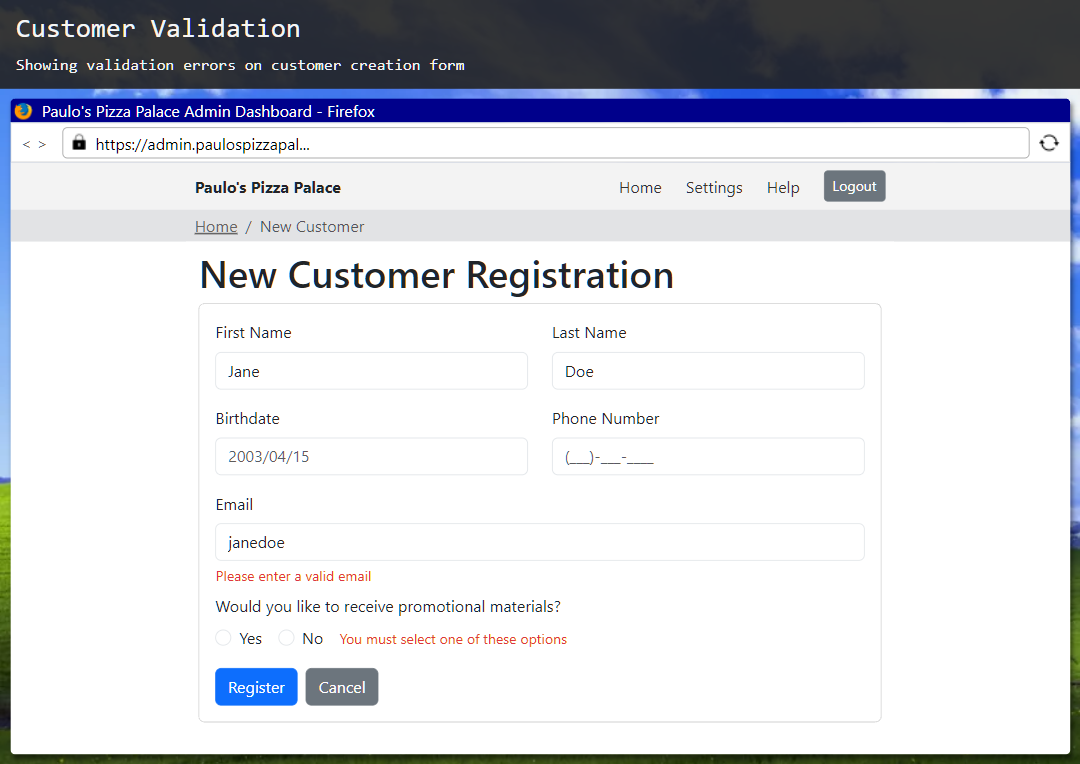 Customer Validation
Showing validation errors on customer creation form
Paulo's Pizza Palace Admin Dashboard - Firefox
< > https://admin.paulospizzapal...
Paulo's Pizza Palace Home Settings Help Logout
Home / New Customer
New Customer Registration
First Name Last Name
Jane Doe
Birthdate Phone Number
2003/04/15 (___)-___-____
Email
janedoe
Please enter a valid email
Would you like to receive promotional materials?
Yes No You must select one of these options
Register Cancel